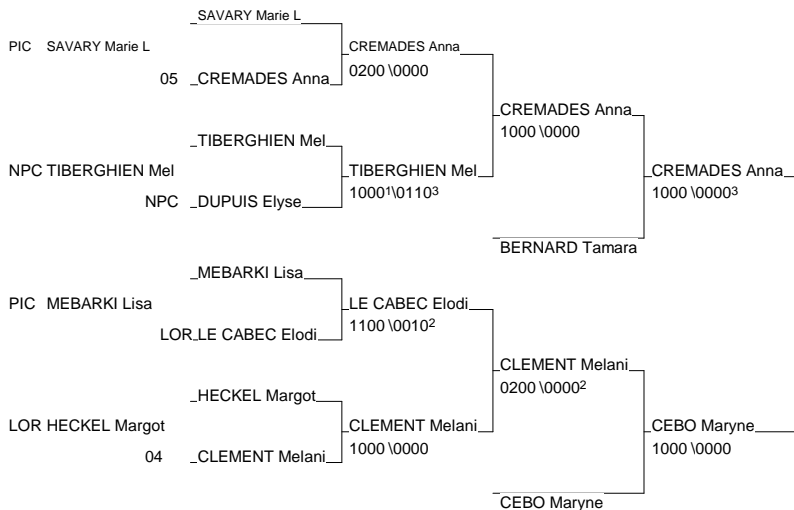 SAVARY Marie L
PIC SAVARY Marie L
CREMADES Anna
05 CREMADES Anna
0200 \0000
CREMADES Anna
1000 \0000
TIBERGHIEN Mel
NPC TIBERGHIEN Mel
TIBERGHIEN Mel
CREMADES Anna
1000¹\0110³
1000 \0000³
NPC DUPUIS Elyse
BERNARD Tamara
MEBARKI Lisa
PIC MEBARKI Lisa
LE CABEC Elodi
1100 \0010²
LOR LE CABEC Elodi
CLEMENT Melani
0200 \0000²
HECKEL Margot
LOR HECKEL Margot
CLEMENT Melani
CEBO Maryne
1000 \0000
1000 \0000
04 CLEMENT Melani
CEBO Maryne